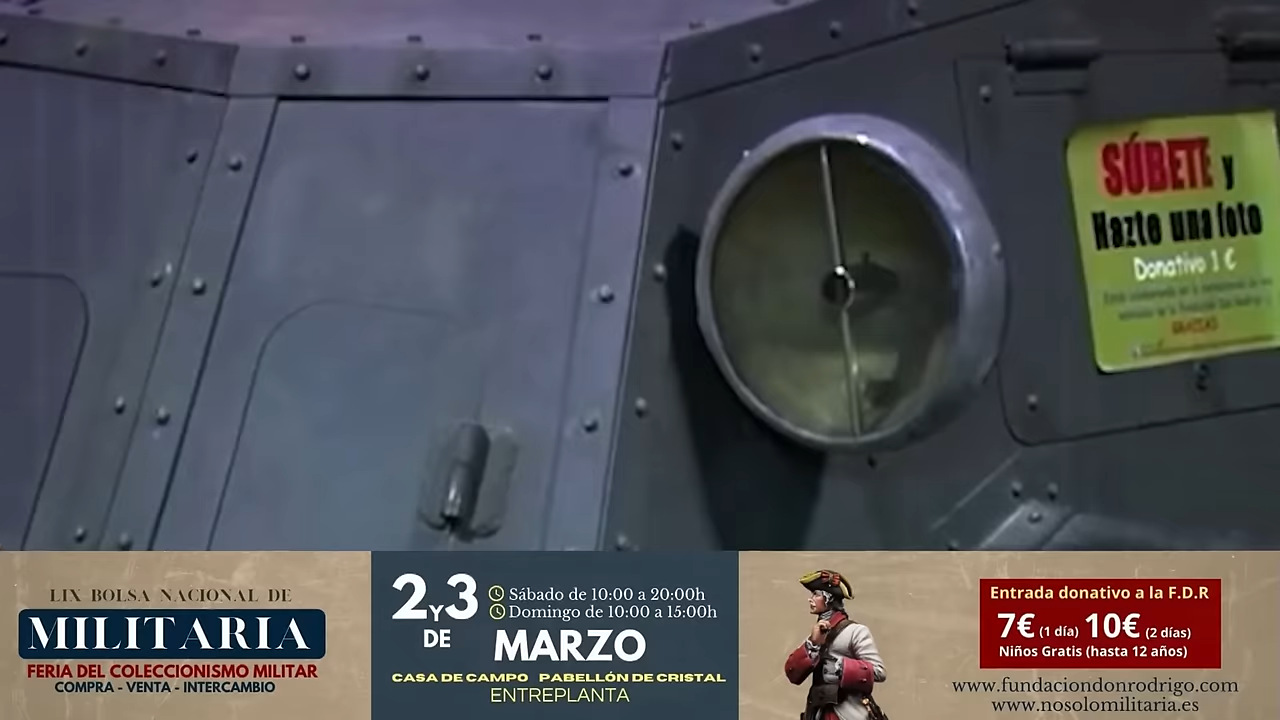 SÚBETE y
Hazte una foto
Donativo 1 €
GRACIAS
LIX BOLSA NACIONAL DE
MILITARIA
FERIA DEL COLECCIONISMO MILITAR
COMPRA - VENTA - INTERCAMBIO
2 Y 3
DE
MARZO
Sábado de 10:00 a 20:00h
Domingo de 10:00 a 15:00h
CASA DE CAMPO PABELLÓN DE CRISTAL
ENTREPLANTA
Entrada donativo a la F.D.R
7€ (1 día) 10€ (2 días)
Niños Gratis (hasta 12 años)
www.fundaciondonrodrigo.com
www.nosolomilitaria.es